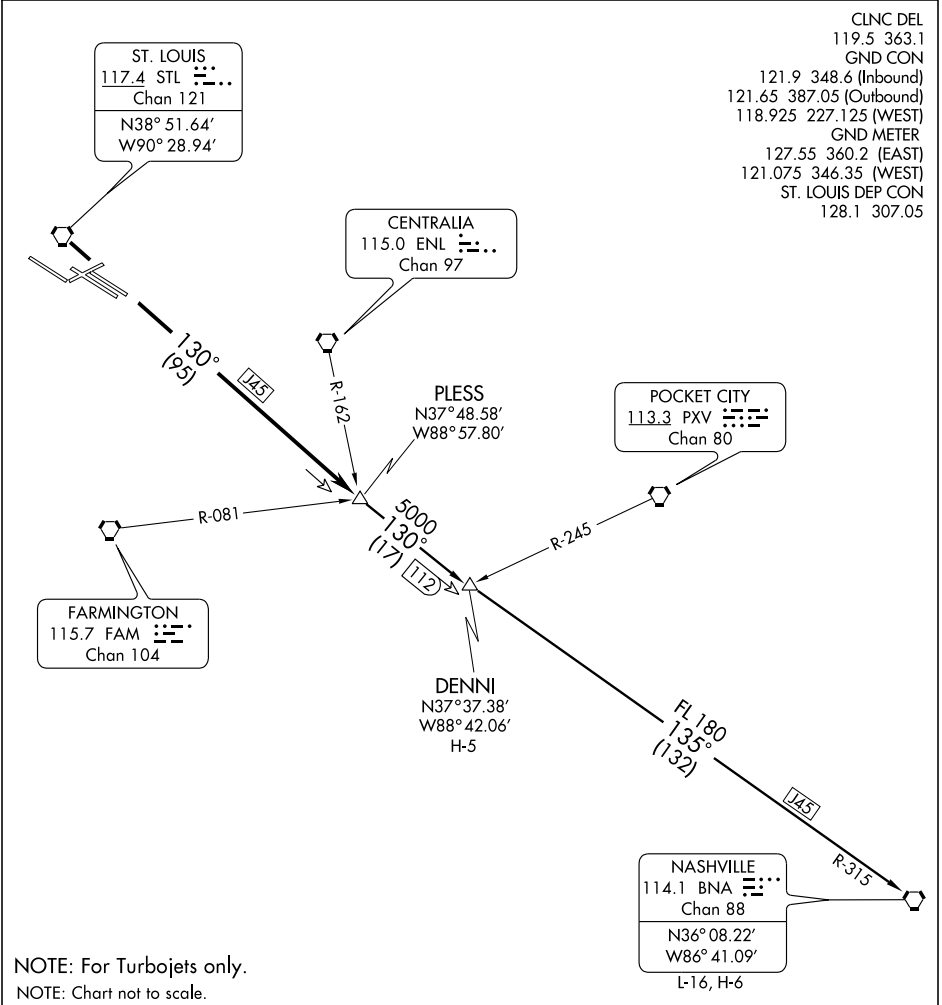 CLNC DEL
119.5 363.1
GND CON
121.9 348.6 (Inbound)
121.65 387.05 (Outbound)
118.925 227.125 (WEST)
GND METER
127.55 360.2 (EAST)
121.075 346.35 (WEST)
ST. LOUIS DEP CON
128.1 307.05
ST. LOUIS
117.4 STL
Chan 121
N38° 51.64′
W90° 28.94′
CENTRALIA
115.0 ENL
Chan 97
130°
(95)
J45
R-162
PLESS
N37° 48.58′
W88° 57.80′
POCKET CITY
113.3 PXV
Chan 80
R-081
5000
130°
(17)
112
R-245
FARMINGTON
115.7 FAM
Chan 104
DENNI
N37° 37.38′
W88° 42.06′
H-5
FL 180
135°
(132)
J45
R-315
NASHVILLE
114.1 BNA
Chan 88
N36° 08.22′
W86° 41.09′
L-16, H-6
NOTE: For Turbojets only.
NOTE: Chart not to scale.